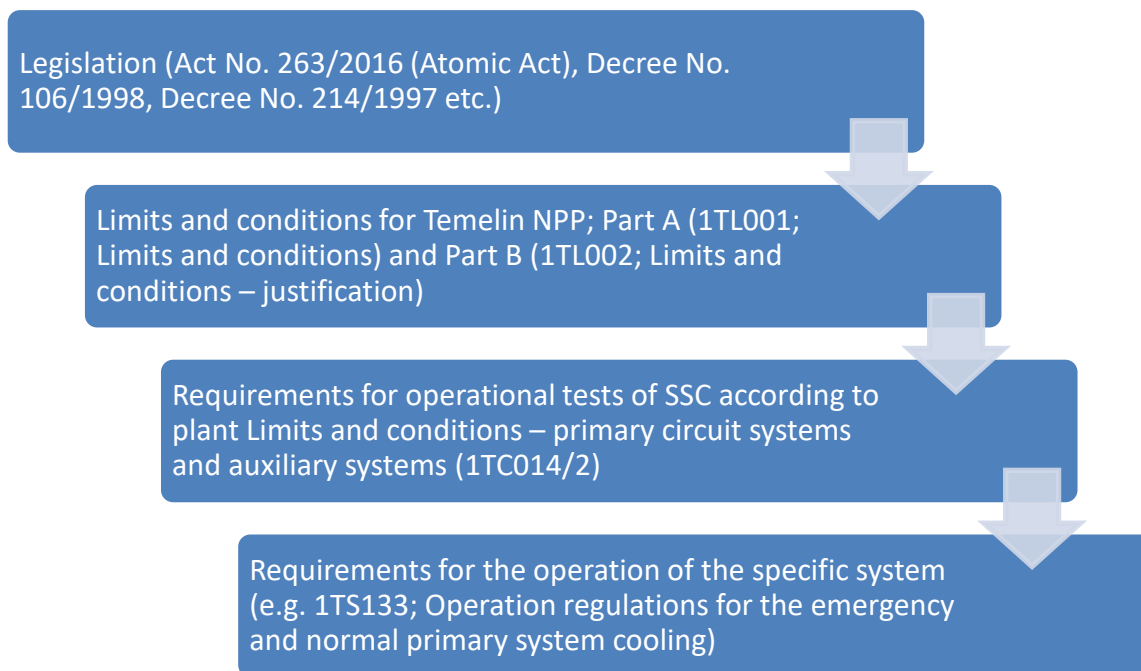 Legislation (Act No. 263/2016 (Atomic Act), Decree No.
106/1998, Decree No. 214/1997 etc.)
Limits and conditions for Temelin NPP; Part A (1TL001;
Limits and conditions) and Part B (1TL002; Limits and
conditions – justification)
Requirements for operational tests of SSC according to
plant Limits and conditions – primary circuit systems
and auxiliary systems (1TC014/2)
Requirements for the operation of the specific system
(e.g. 1TS133; Operation regulations for the emergency
and normal primary system cooling)